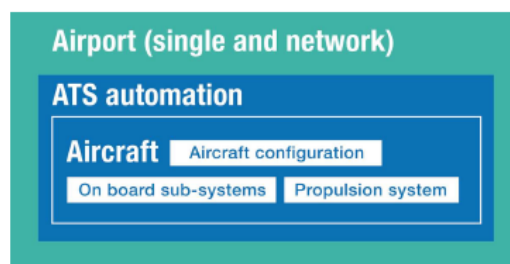 Airport (single and network)
ATS automation
Aircraft Aircraft configuration
On board sub-systems Propulsion system